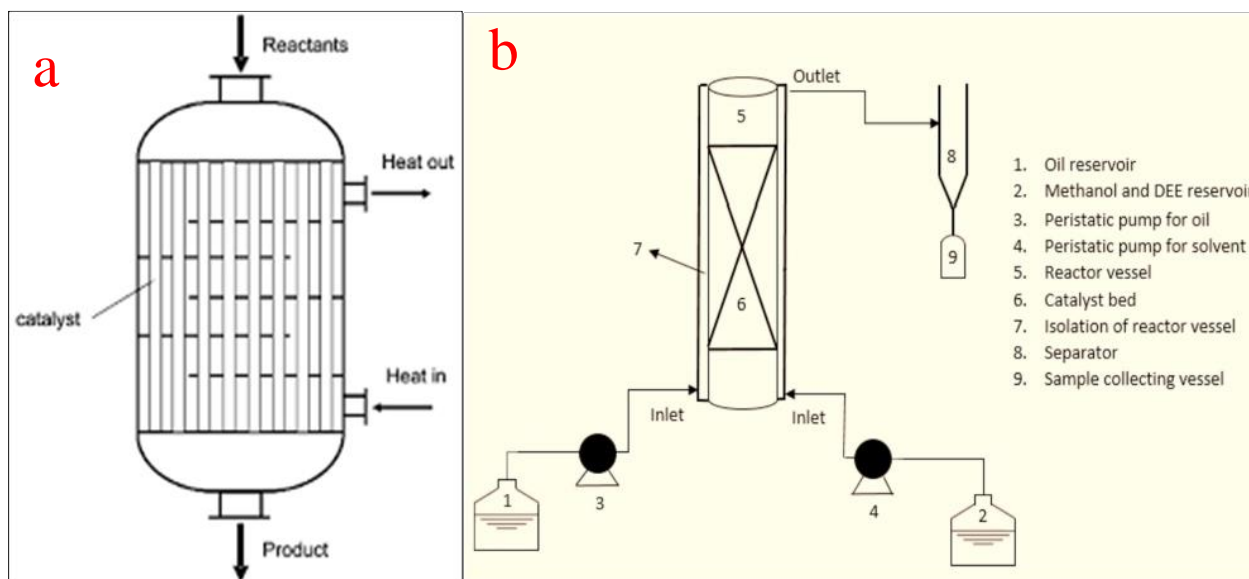 a
Reactants
Heat out
catalyst
Heat in
Product
b
Outlet
5
8
7
6
9
Inlet
Inlet
1
3
4
2
1. Oil reservoir
2. Methanol and DEE reservoir
3. Peristatic pump for oil
4. Peristatic pump for solvent
5. Reactor vessel
6. Catalyst bed
7. Isolation of reactor vessel
8. Separator
9. Sample collecting vessel